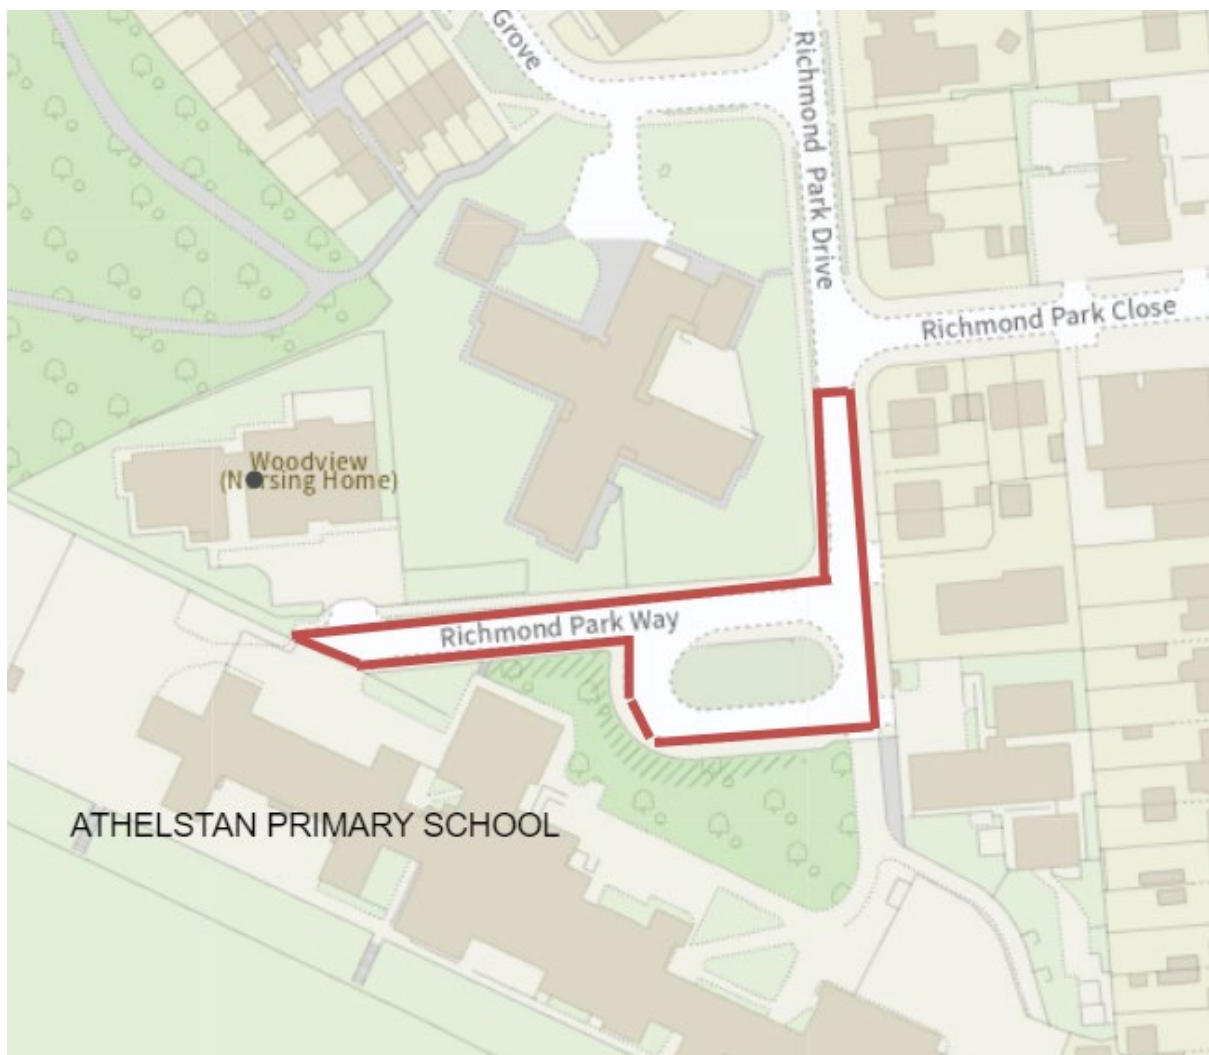 Grove
Richmond Park Drive
Richmond Park Close
Woodview
(Nursing Home)
Richmond Park Way
ATHELSTAN PRIMARY SCHOOL